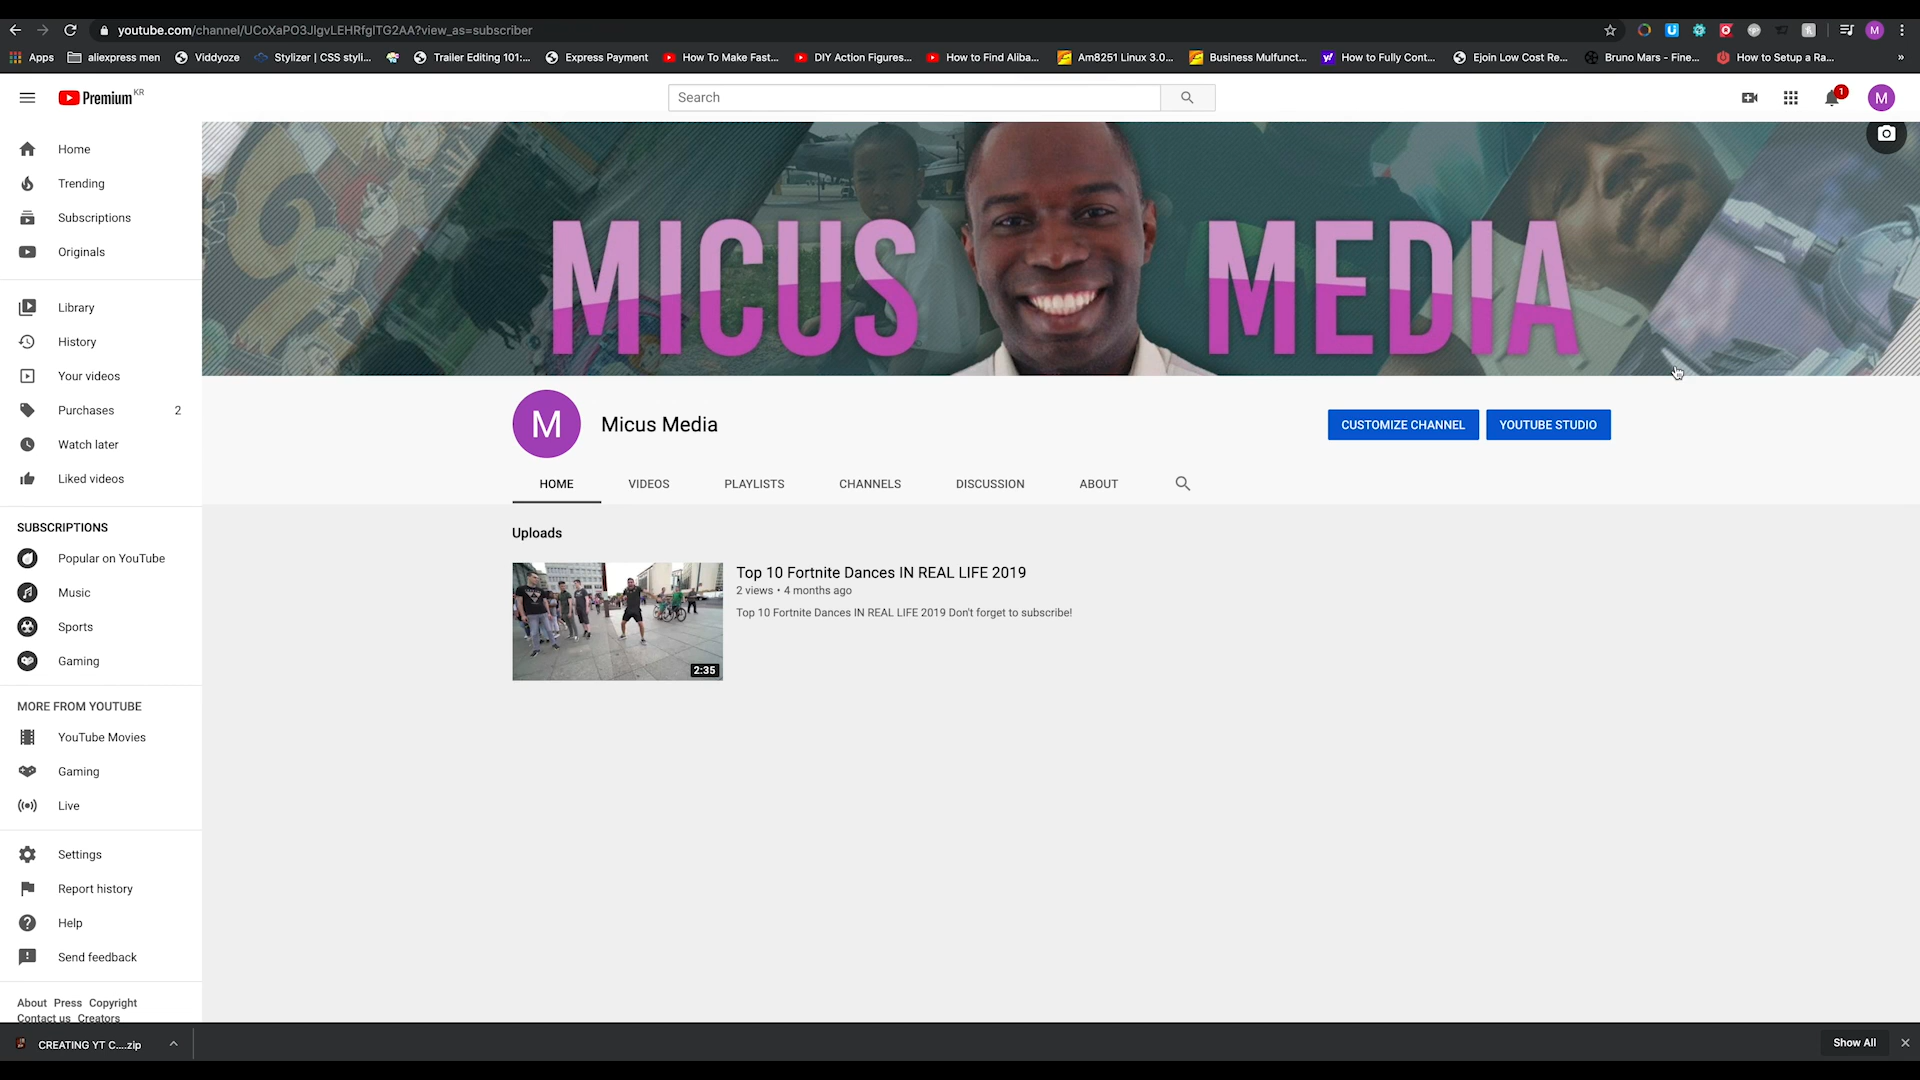 youtube.com/channel/UCoXaPO3JlgvLEHRfglTG2AA?view_as=subscriber
M
Apps
aliexpress men
Viddyoze
Stylizer | CSS styli...
Trailer Editing 101:...
Express Payment
How To Make Fast...
DIY Action Figures...
How to Find Aliba...
Am8251 Linux 3.0...
Business Mulfunct...
How to Fully Cont...
Ejoin Low Cost Re...
Bruno Mars - Fine...
How to Setup a Ra...
»
Premium KR
Search
1
M
Home
Trending
Subscriptions
Originals
Library
History
Your videos
Purchases 2
Watch later
Liked videos
SUBSCRIPTIONS
Popular on YouTube
Music
Sports
Gaming
MORE FROM YOUTUBE
YouTube Movies
Gaming
Live
Settings
Report history
Help
Send feedback
About Press Copyright
Contact us Creators
MICUS MEDIA
M
Micus Media
CUSTOMIZE CHANNEL
YOUTUBE STUDIO
HOME VIDEOS PLAYLISTS CHANNELS DISCUSSION ABOUT
Uploads
2:35
Top 10 Fortnite Dances IN REAL LIFE 2019
2 views • 4 months ago
Top 10 Fortnite Dances IN REAL LIFE 2019 Don't forget to subscribe!
CREATING YT C....zip
Show All